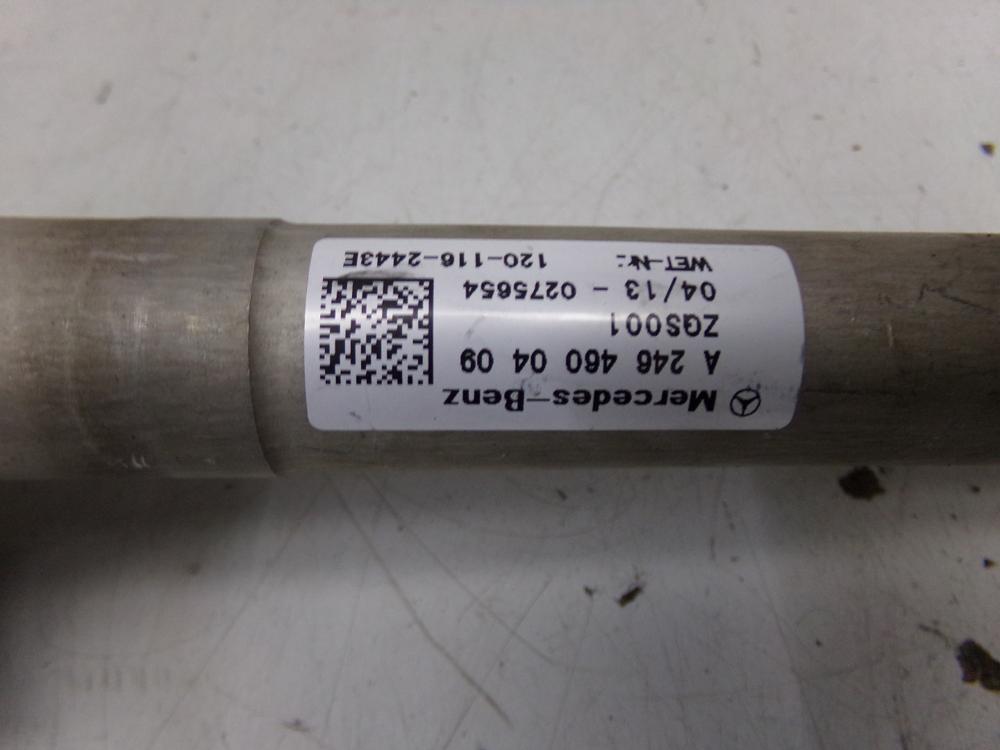 Mercedes-Benz
A 246 460 04 09
ZGS001
04/13 - 0275654
WET-Nr.: 120-116-2443E